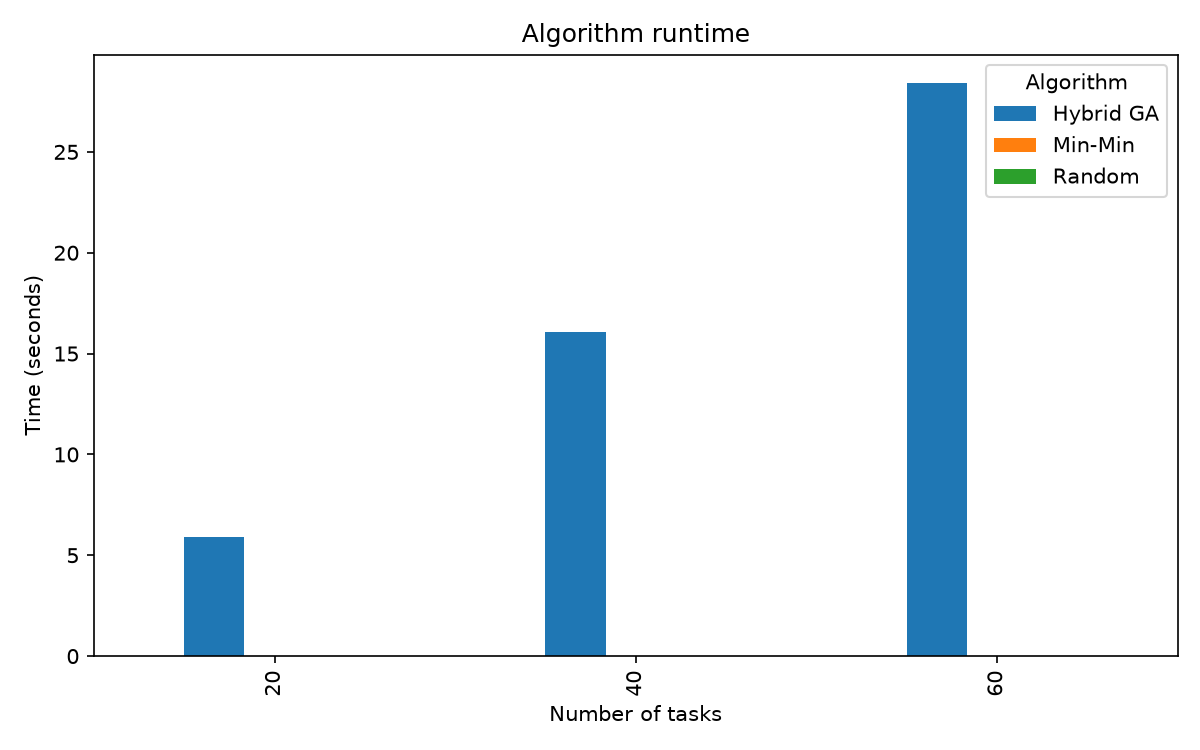 Algorithm runtime
Algorithm
Hybrid GA
Min-Min
Random
Time (seconds)
25
20
15
10
5
0
20
40
60
Number of tasks